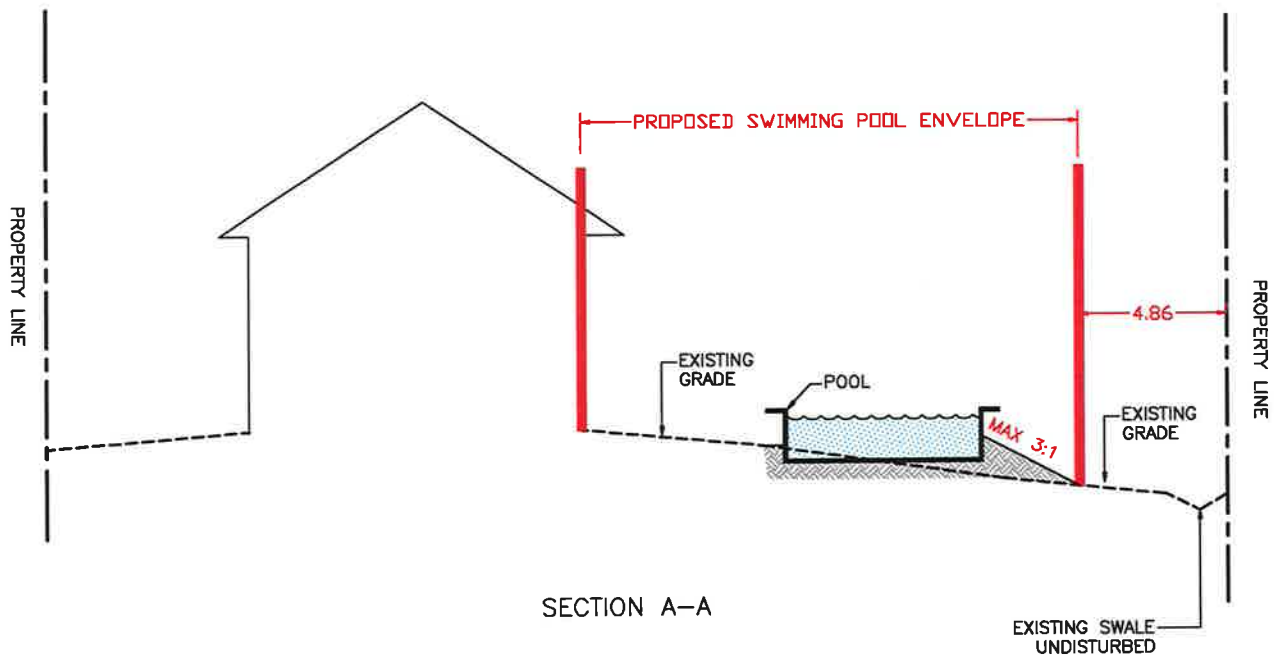 PROPOSED SWIMMING POOL ENVELOPE
PROPERTY LINE
PROPERTY LINE
4.86
EXISTING
GRADE
POOL
MAX 3:1
EXISTING
GRADE
SECTION A-A
EXISTING SWALE
UNDISTURBED